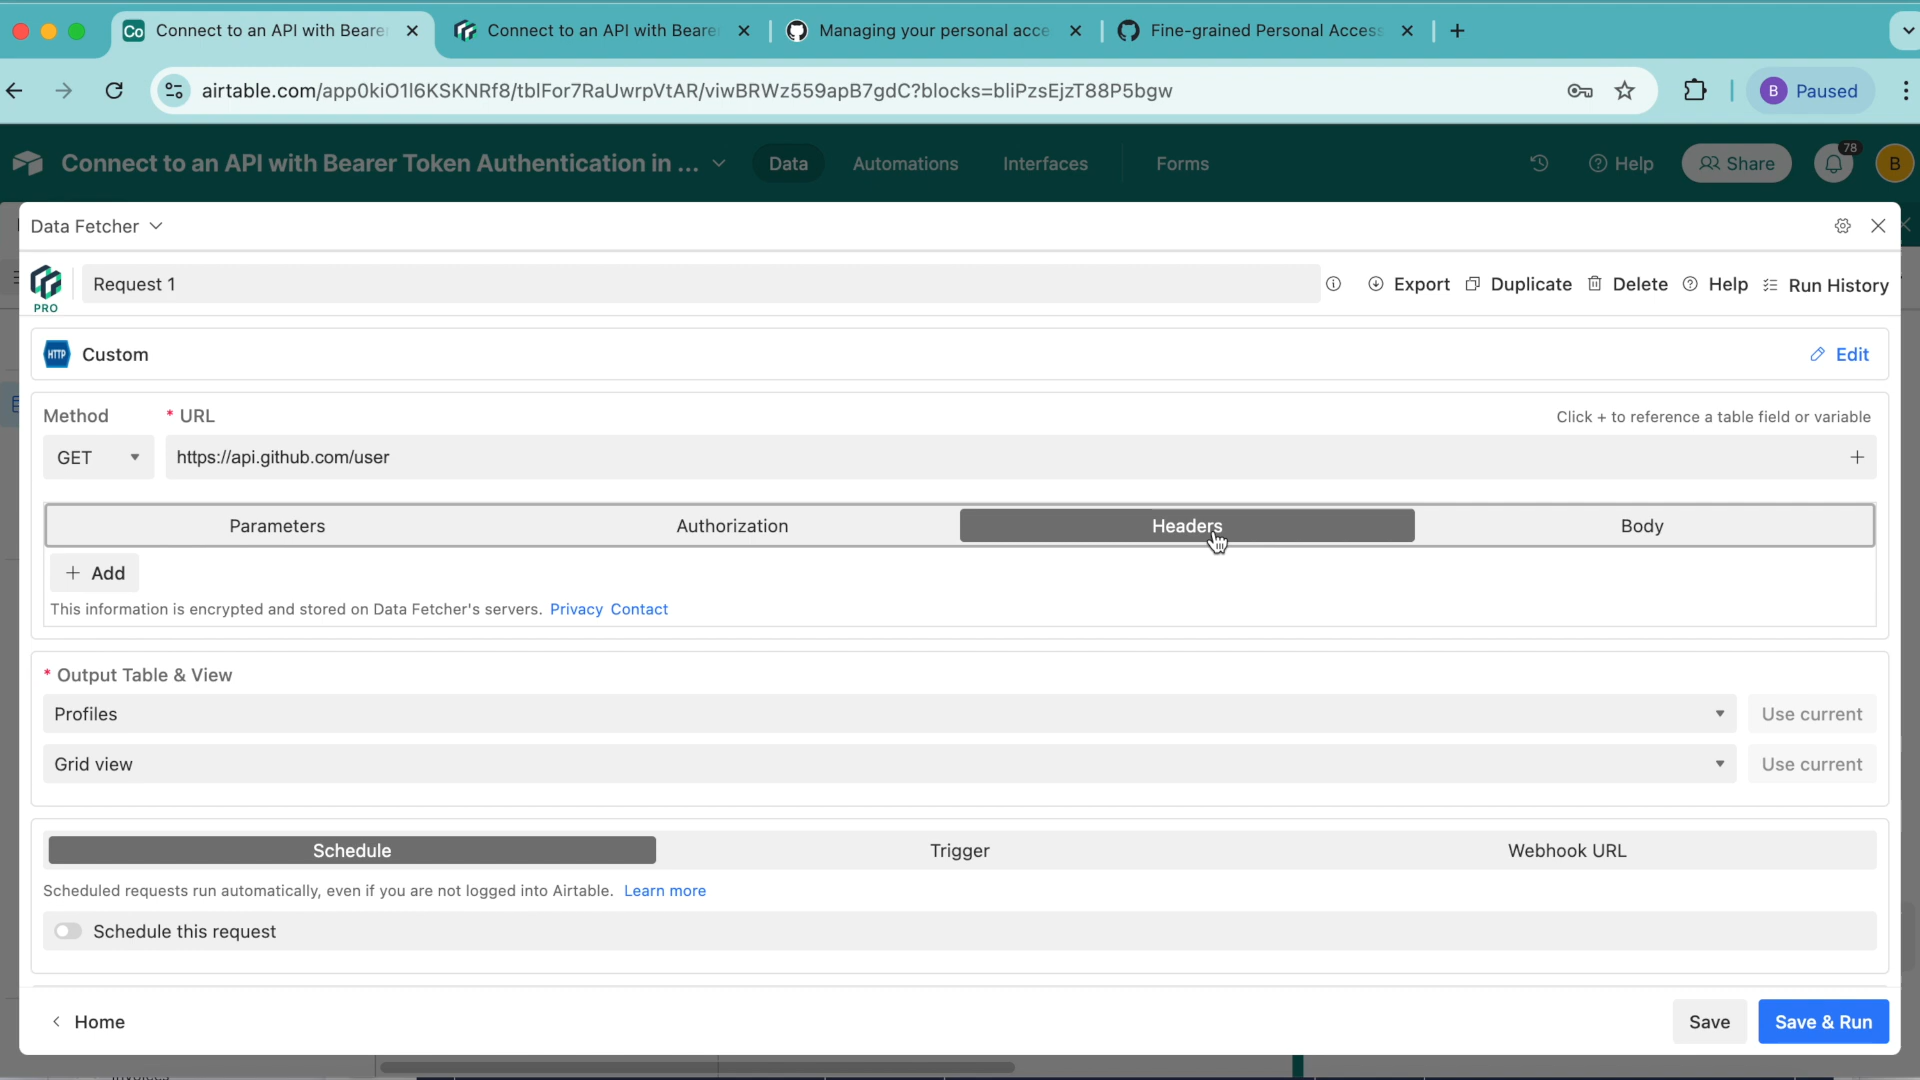 Co Connect to an API with Beare
Connect to an API with Beare
Managing your personal acce
Fine-grained Personal Access
airtable.com/app0kiO1l6KSKNRf8/tblFor7RaUwrpVtAR/viwBRWz559apB7gdC?blocks=bliPzsEjzT88P5bgw
B Paused
Connect to an API with Bearer Token Authentication in ...
Data
Automations
Interfaces
Forms
Help
Share
78
B
Data Fetcher
PRO
Request 1
Export
Duplicate
Delete
Help
Run History
HTTP Custom
Edit
Method
* URL
Click + to reference a table field or variable
GET
https://api.github.com/user
+
Parameters
Authorization
Headers
Body
+ Add
This information is encrypted and stored on Data Fetcher's servers. Privacy Contact
* Output Table & View
Profiles
Use current
Grid view
Use current
Schedule
Trigger
Webhook URL
Scheduled requests run automatically, even if you are not logged into Airtable. Learn more
Schedule this request
Home
Save
Save & Run